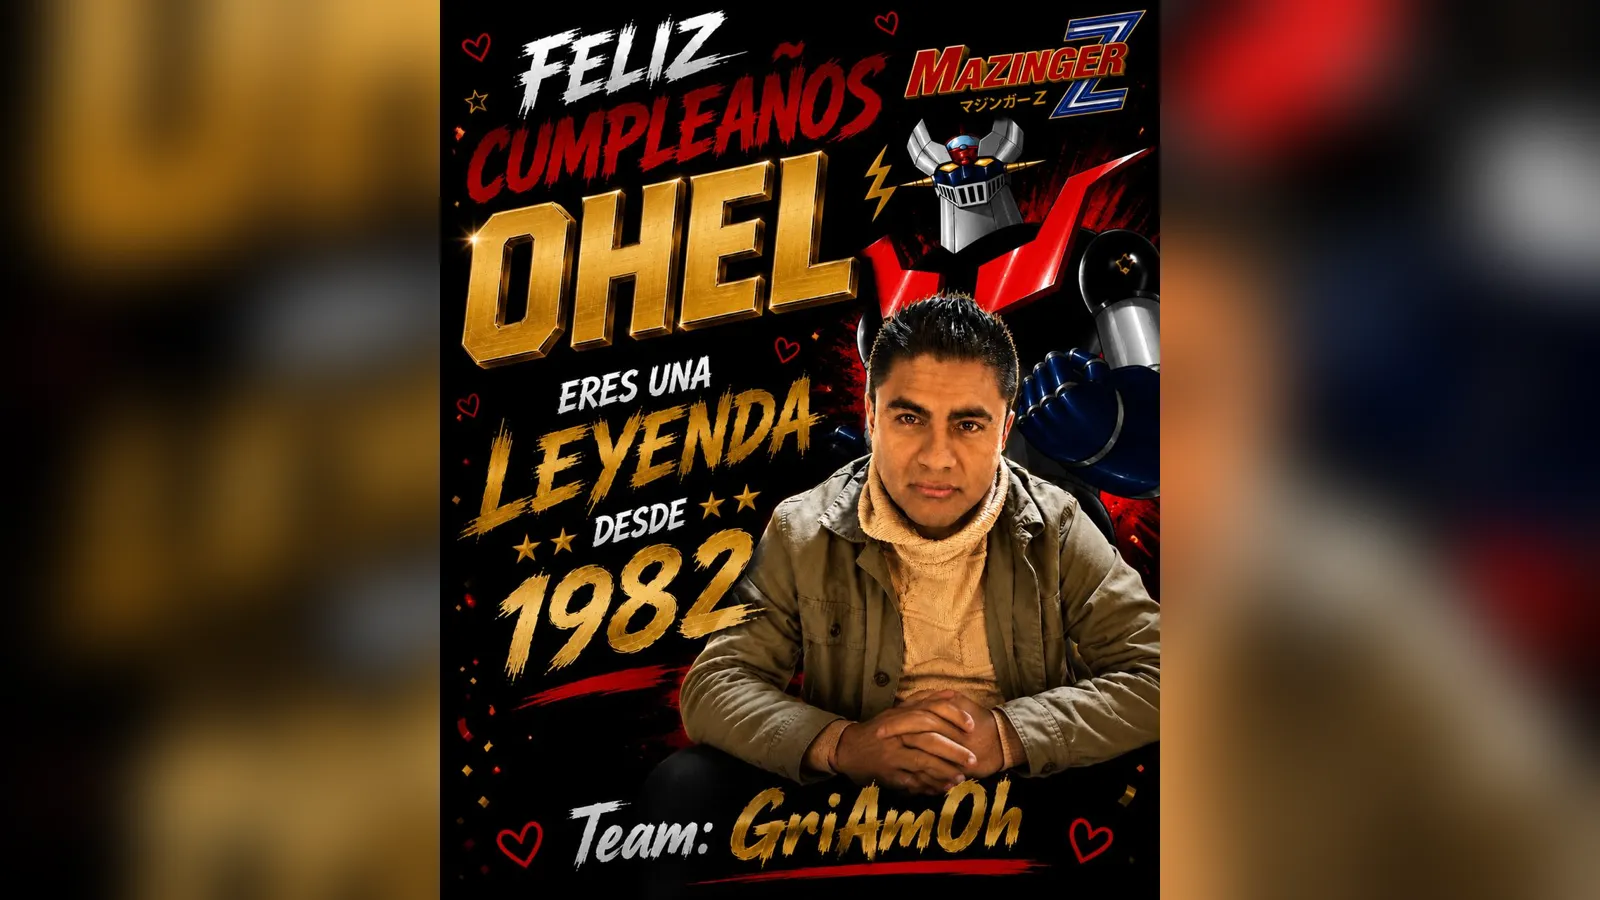 FELIZ
CUMPLEAÑOS
OHEL
ERES UNA
LEYENDA
DESDE
1982
MAZINGER Z
マジンガーZ
Team: GriAmOh